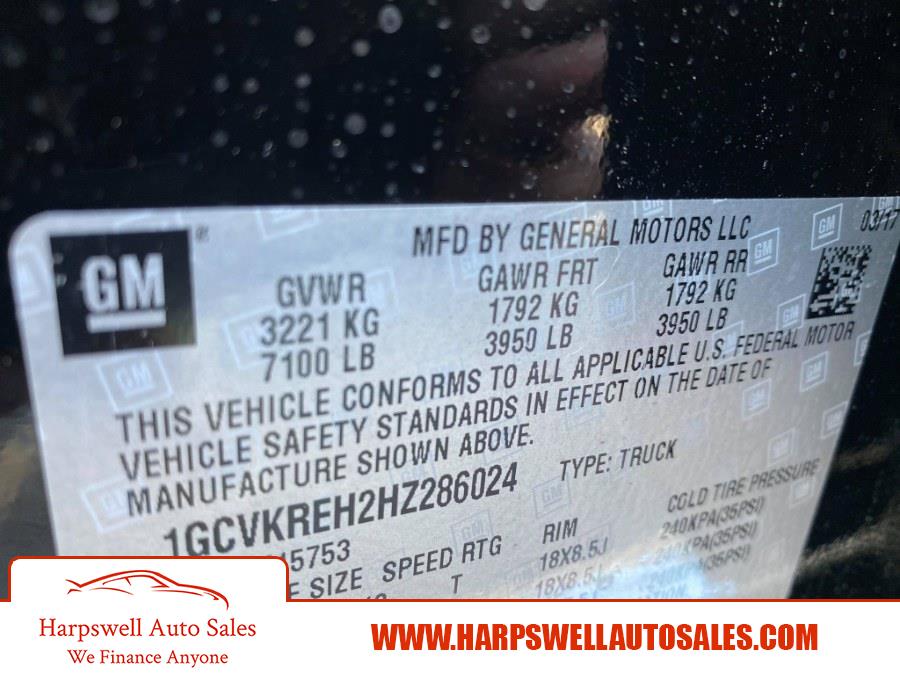 MFD BY GENERAL MOTORS LLC 03/17
GM
GVWR GAWR FRT GAWR RR
3221 KG 1792 KG 1792 KG
7100 LB 3950 LB 3950 LB
THIS VEHICLE CONFORMS TO ALL APPLICABLE U.S. FEDERAL MOTOR
VEHICLE SAFETY STANDARDS IN EFFECT ON THE DATE OF
MANUFACTURE SHOWN ABOVE.
1GCVKREH2HZ286024 TYPE: TRUCK
15753
SIZE SPEED RTG RIM COLD TIRE PRESSURE
T 18X8.5J 240KPA(35PSI)
18X8.5J 240KPA(35PSI)
Harpswell Auto Sales
We Finance Anyone
WWW.HARPSWELLAUTOSALES.COM